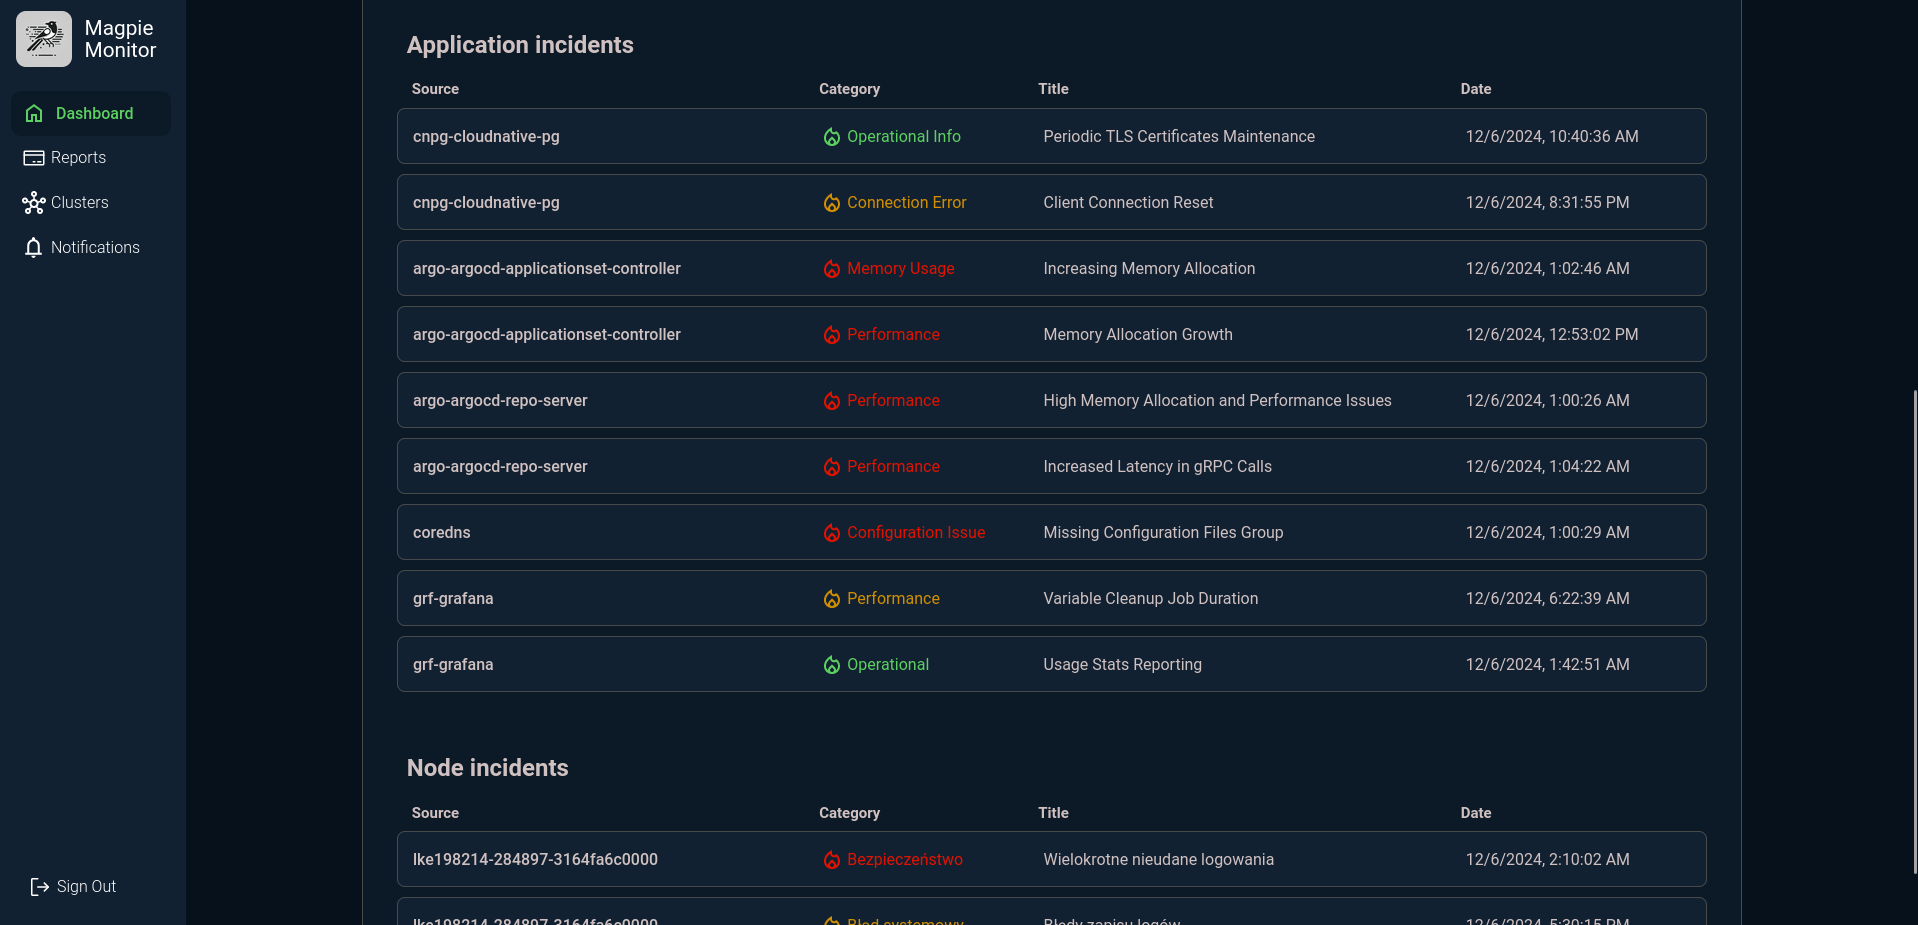 Magpie
Monitor
Dashboard
Reports
Clusters
Notifications
Sign Out
Application incidents
Source Category Title Date
cnpg-cloudnative-pg Operational Info Periodic TLS Certificates Maintenance 12/6/2024, 10:40:36 AM
cnpg-cloudnative-pg Connection Error Client Connection Reset 12/6/2024, 8:31:55 PM
argo-argocd-applicationset-controller Memory Usage Increasing Memory Allocation 12/6/2024, 1:02:46 AM
argo-argocd-applicationset-controller Performance Memory Allocation Growth 12/6/2024, 12:53:02 PM
argo-argocd-repo-server Performance High Memory Allocation and Performance Issues 12/6/2024, 1:00:26 AM
argo-argocd-repo-server Performance Increased Latency in gRPC Calls 12/6/2024, 1:04:22 AM
coredns Configuration Issue Missing Configuration Files Group 12/6/2024, 1:00:29 AM
grf-grafana Performance Variable Cleanup Job Duration 12/6/2024, 6:22:39 AM
grf-grafana Operational Usage Stats Reporting 12/6/2024, 1:42:51 AM
Node incidents
Source Category Title Date
lke198214-284897-3164fa6c0000 Bezpieczeństwo Wielokrotne nieudane logowania 12/6/2024, 2:10:02 AM
lke198214-284897-3164fa6c0000 Błąd systemowy Błędy zapisu logów 12/6/2024, 5:30:15 PM